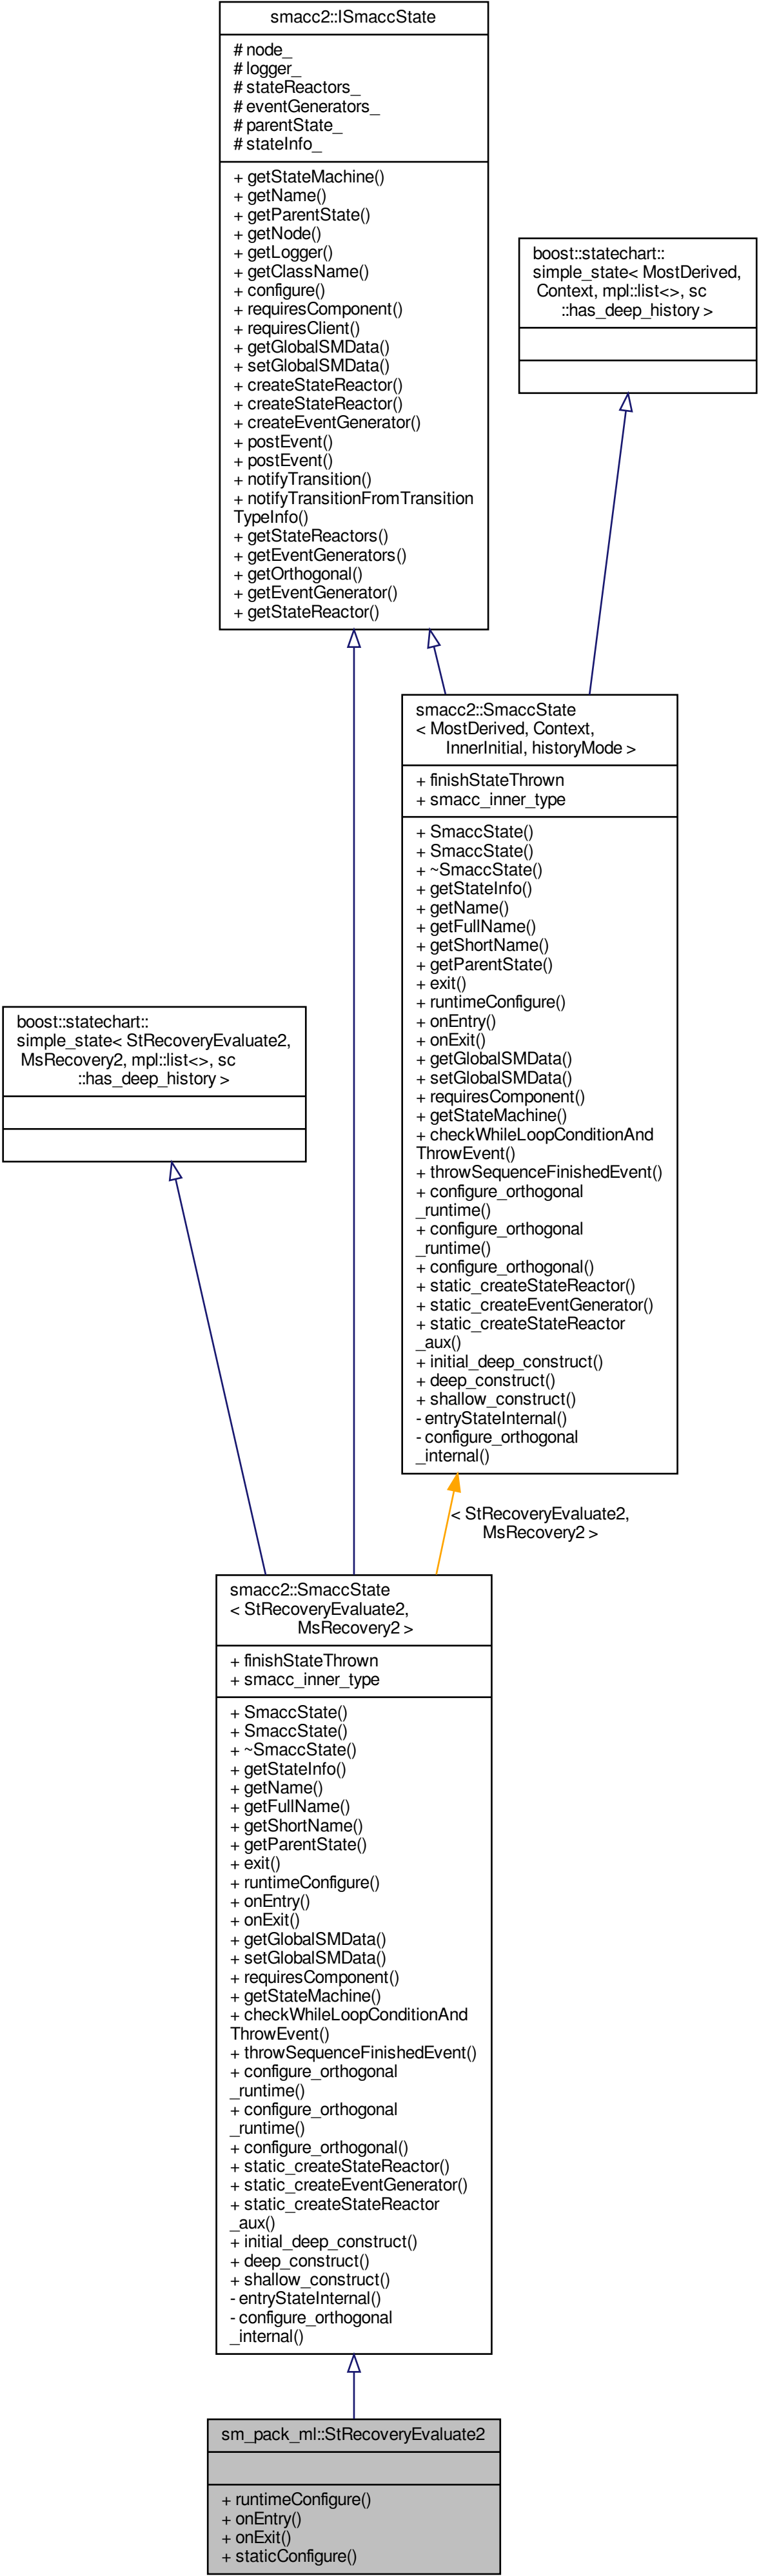 smacc2::ISmaccState
# node_
# logger_
# stateReactors_
# eventGenerators_
# parentState_
# stateInfo_
+ getStateMachine()
+ getName()
+ getParentState()
+ getNode()
+ getLogger()
+ getClassName()
+ configure()
+ requiresComponent()
+ requiresClient()
+ getGlobalSMData()
+ setGlobalSMData()
+ createStateReactor()
+ createStateReactor()
+ createEventGenerator()
+ postEvent()
+ postEvent()
+ notifyTransition()
+ notifyTransitionFromTransition
TypeInfo()
+ getStateReactors()
+ getEventGenerators()
+ getOrthogonal()
+ getEventGenerator()
+ getStateReactor()
boost::statechart::
simple_state< MostDerived,
Context, mpl::list<>, sc
::has_deep_history >
smacc2::SmaccState
< MostDerived, Context,
InnerInitial, historyMode >
+ finishStateThrown
+ smacc_inner_type
+ SmaccState()
+ SmaccState()
+ ~SmaccState()
+ getStateInfo()
+ getName()
+ getFullName()
+ getShortName()
+ getParentState()
+ exit()
+ runtimeConfigure()
+ onEntry()
+ onExit()
+ getGlobalSMData()
+ setGlobalSMData()
+ requiresComponent()
+ getStateMachine()
+ checkWhileLoopConditionAnd
ThrowEvent()
+ throwSequenceFinishedEvent()
+ configure_orthogonal
_runtime()
+ configure_orthogonal
_runtime()
+ configure_orthogonal()
+ static_createStateReactor()
+ static_createEventGenerator()
+ static_createStateReactor
_aux()
+ initial_deep_construct()
+ deep_construct()
+ shallow_construct()
- entryStateInternal()
- configure_orthogonal
_internal()
boost::statechart::
simple_state< StRecoveryEvaluate2,
MsRecovery2, mpl::list<>, sc
::has_deep_history >
< StRecoveryEvaluate2,
MsRecovery2 >
smacc2::SmaccState
< StRecoveryEvaluate2,
MsRecovery2 >
+ finishStateThrown
+ smacc_inner_type
+ SmaccState()
+ SmaccState()
+ ~SmaccState()
+ getStateInfo()
+ getName()
+ getFullName()
+ getShortName()
+ getParentState()
+ exit()
+ runtimeConfigure()
+ onEntry()
+ onExit()
+ getGlobalSMData()
+ setGlobalSMData()
+ requiresComponent()
+ getStateMachine()
+ checkWhileLoopConditionAnd
ThrowEvent()
+ throwSequenceFinishedEvent()
+ configure_orthogonal
_runtime()
+ configure_orthogonal
_runtime()
+ configure_orthogonal()
+ static_createStateReactor()
+ static_createEventGenerator()
+ static_createStateReactor
_aux()
+ initial_deep_construct()
+ deep_construct()
+ shallow_construct()
- entryStateInternal()
- configure_orthogonal
_internal()
sm_pack_ml::StRecoveryEvaluate2
+ runtimeConfigure()
+ onEntry()
+ onExit()
+ staticConfigure()